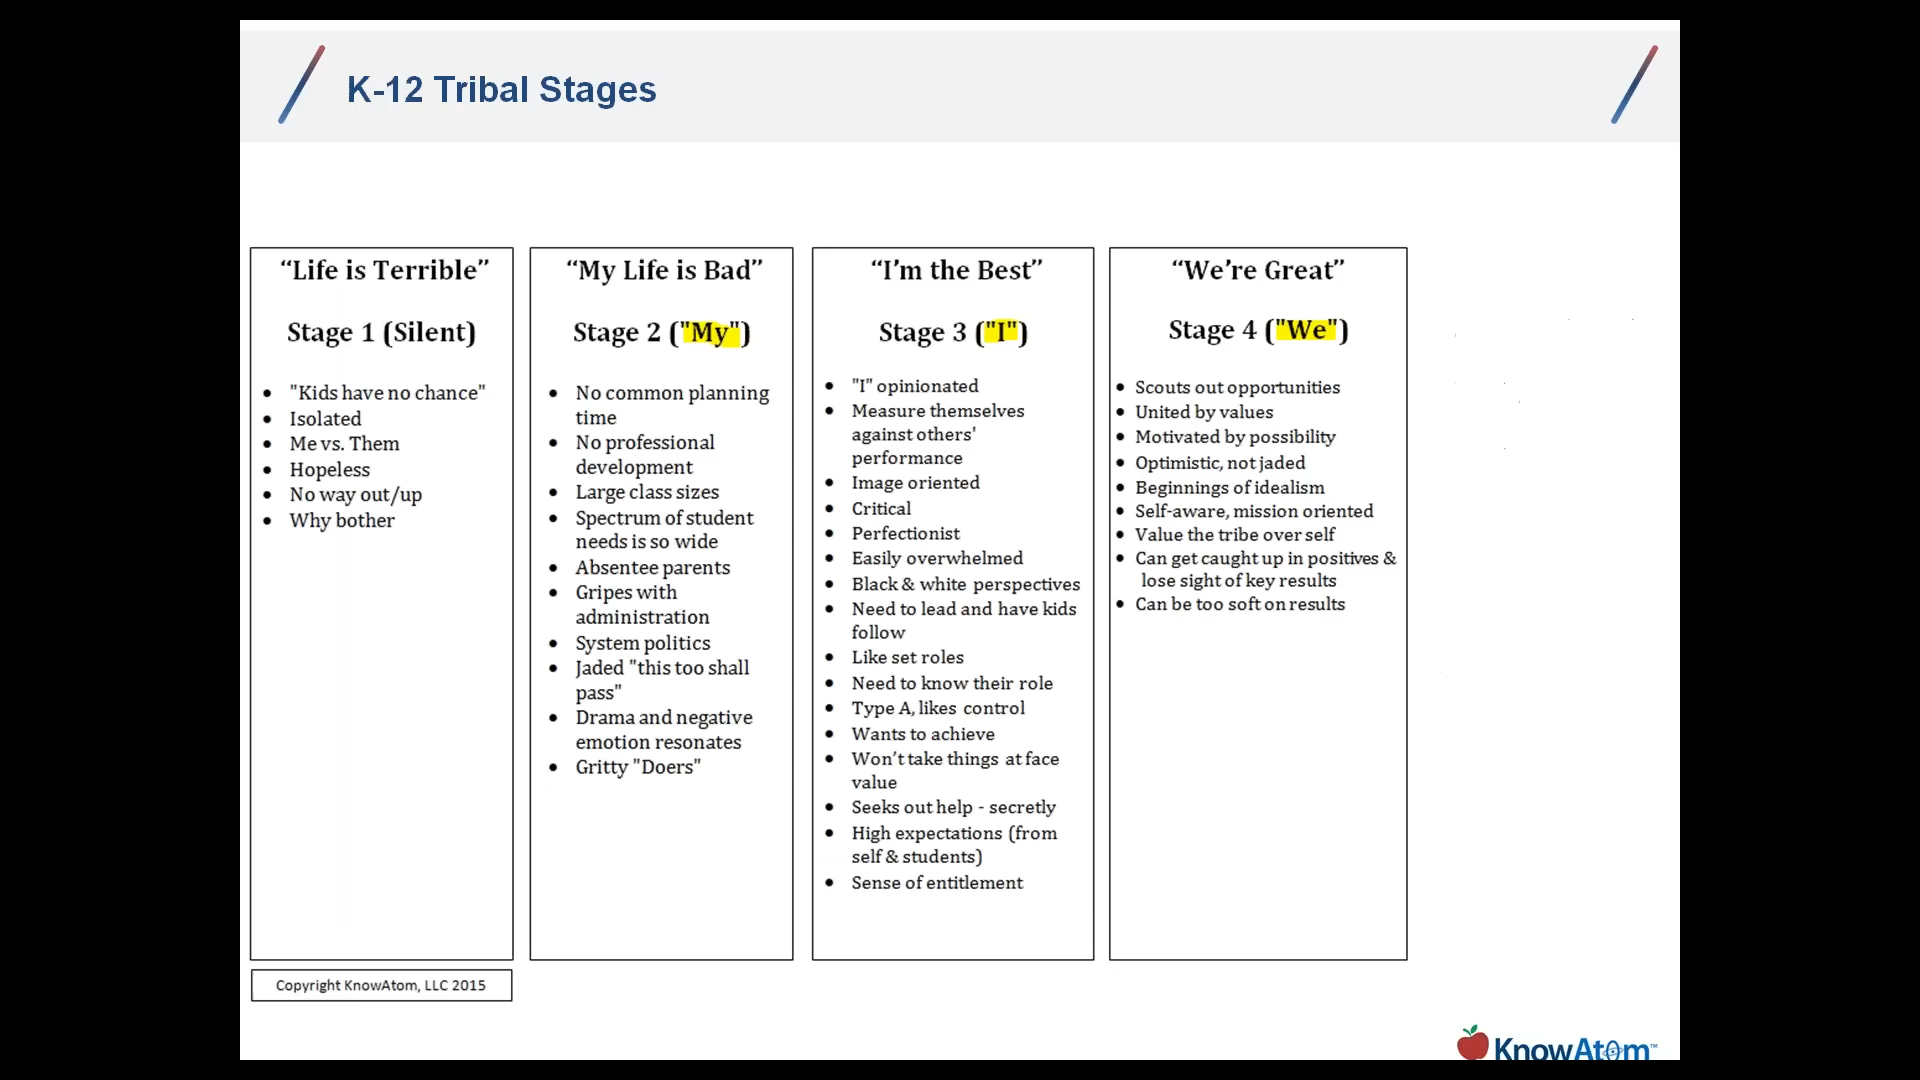 K-12 Tribal Stages
“Life is Terrible”
Stage 1 (Silent)
• "Kids have no chance"
• Isolated
• Me vs. Them
• Hopeless
• No way out/up
• Why bother
“My Life is Bad”
Stage 2 ("My")
• No common planning
time
• No professional
development
• Large class sizes
• Spectrum of student
needs is so wide
• Absentee parents
• Gripes with
administration
• System politics
• Jaded "this too shall
pass"
• Drama and negative
emotion resonates
• Gritty "Doers"
“I’m the Best”
Stage 3 ("I")
• "I" opinionated
• Measure themselves
against others'
performance
• Image oriented
• Critical
• Perfectionist
• Easily overwhelmed
• Black & white perspectives
• Need to lead and have kids
follow
• Like set roles
• Need to know their role
• Type A, likes control
• Wants to achieve
• Won’t take things at face
value
• Seeks out help - secretly
• High expectations (from
self & students)
• Sense of entitlement
“We’re Great”
Stage 4 ("We")
• Scouts out opportunities
• United by values
• Motivated by possibility
• Optimistic, not jaded
• Beginnings of idealism
• Self-aware, mission oriented
• Value the tribe over self
• Can get caught up in positives &
lose sight of key results
• Can be too soft on results
Copyright KnowAtom, LLC 2015
KnowAtom™